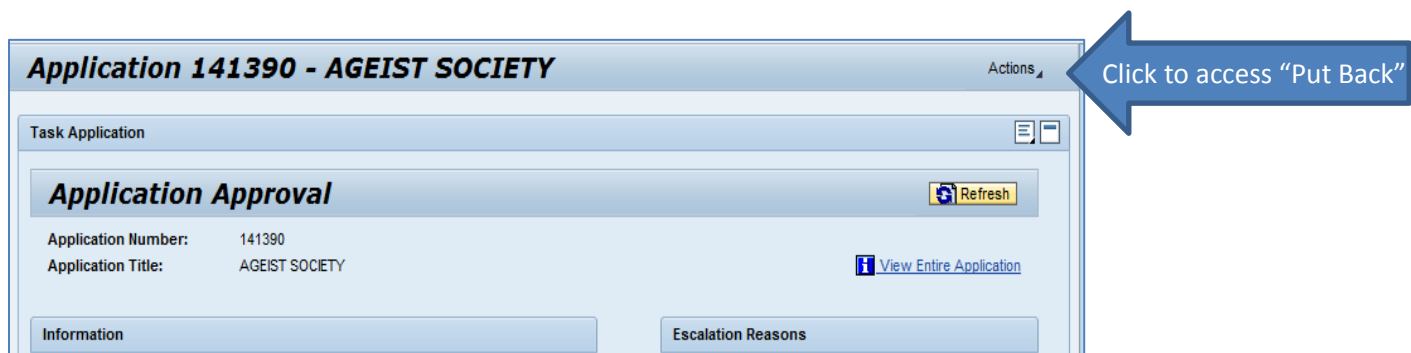 Application 141390 - AGEIST SOCIETY
Actions
Click to access “Put Back”
Task Application
Application Approval
Refresh
Application Number: 141390
Application Title: AGEIST SOCIETY
View Entire Application
Information
Escalation Reasons